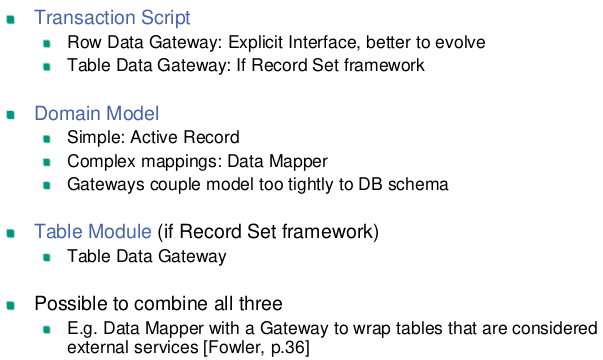 Transaction Script
Row Data Gateway: Explicit Interface, better to evolve
Table Data Gateway: If Record Set framework
Domain Model
Simple: Active Record
Complex mappings: Data Mapper
Gateways couple model too tightly to DB schema
Table Module (if Record Set framework)
Table Data Gateway
Possible to combine all three
E.g. Data Mapper with a Gateway to wrap tables that are considered
external services [Fowler, p.36]